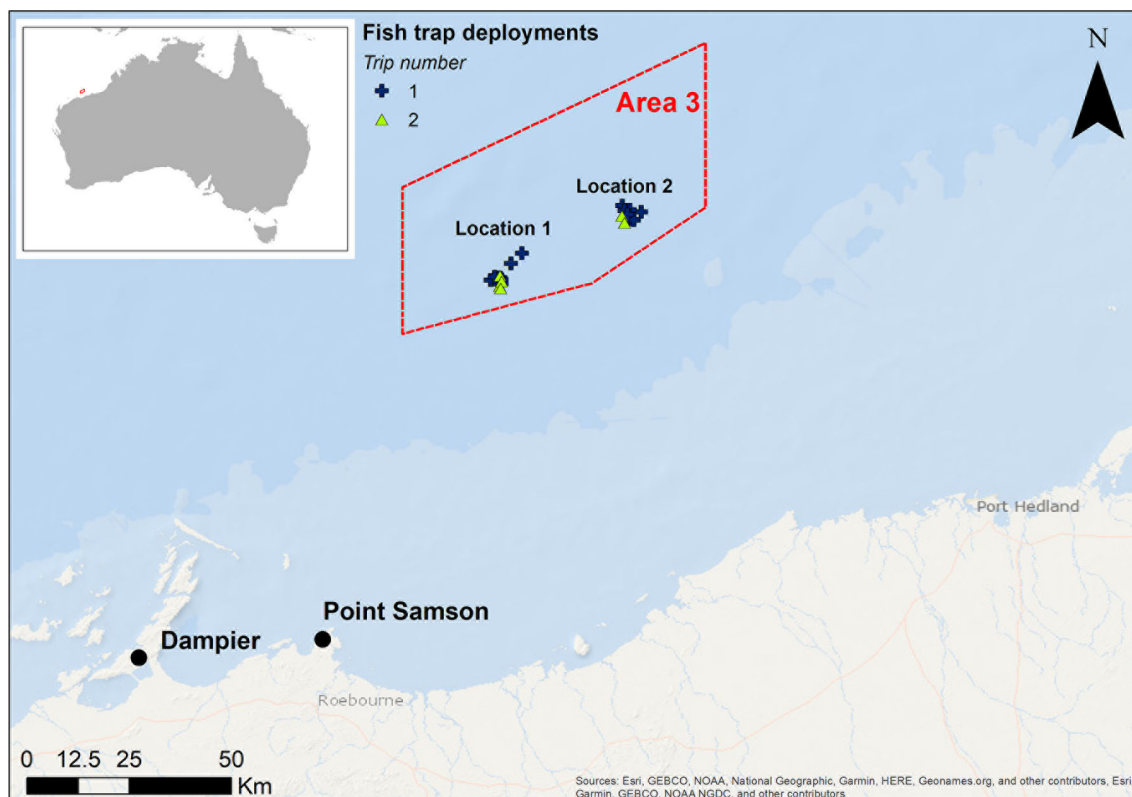 Fish trap deployments
Trip number
1
2
N
Area 3
Location 2
Location 1
Port Hedland
Point Samson
Dampier
Roebourne
0 12.5 25 50
Km
Sources: Esri, GEBCO, NOAA, National Geographic, Garmin, HERE, Geonames.org, and other contributors, Esri,
Garmin, GEBCO, NOAA NGDC, and other contributors